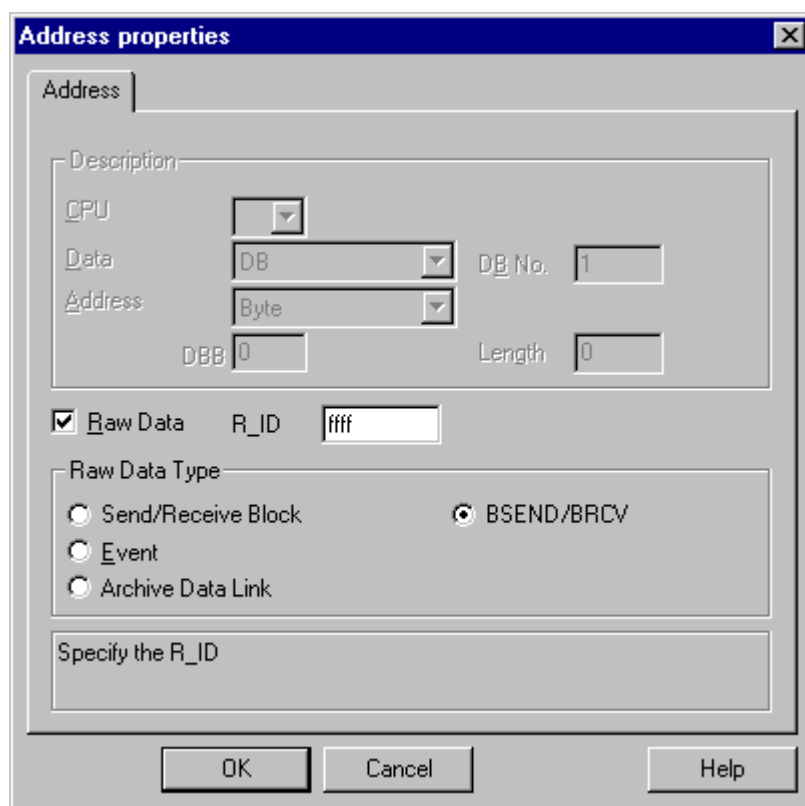 Address properties
Address
Description
CPU
Data DB DB No. 1
Address Byte
DBB 0 Length 0
Raw Data R_ID ffff
Raw Data Type
Send/Receive Block BSEND/BRCV
Event
Archive Data Link
Specify the R_ID
OK Cancel Help